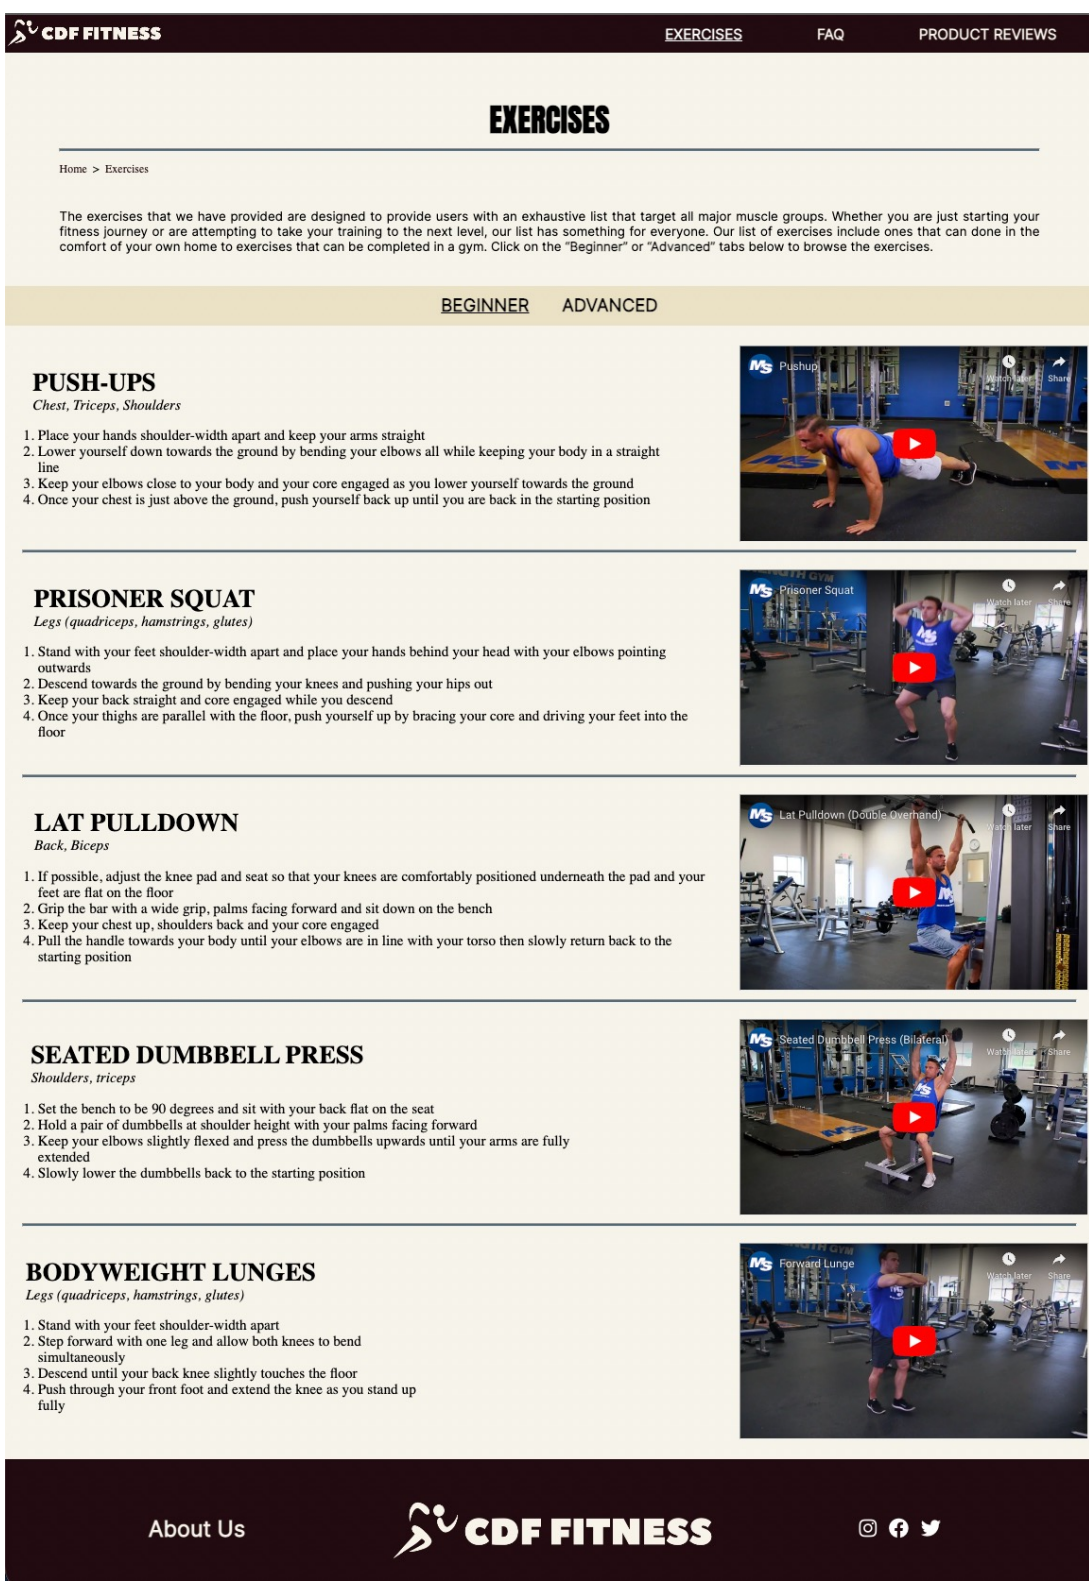 CDF FITNESS
EXERCISES
FAQ
PRODUCT REVIEWS
EXERCISES
Home > Exercises
The exercises that we have provided are designed to provide users with an exhaustive list that target all major muscle groups. Whether you are just starting your
fitness journey or are attempting to take your training to the next level, our list has something for everyone. Our list of exercises include ones that can done in the
comfort of your own home to exercises that can be completed in a gym. Click on the "Beginner" or "Advanced" tabs below to browse the exercises.
BEGINNER
ADVANCED
PUSH-UPS
Chest, Triceps, Shoulders
1. Place your hands shoulder-width apart and keep your arms straight
2. Lower yourself down towards the ground by bending your elbows all while keeping your body in a straight
line
3. Keep your elbows close to your body and your core engaged as you lower yourself towards the ground
4. Once your chest is just above the ground, push yourself back up until you are back in the starting position
MS
Pushup
Watch later
Share
PRISONER SQUAT
Legs (quadriceps, hamstrings, glutes)
1. Stand with your feet shoulder-width apart and place your hands behind your head with your elbows pointing
outwards
2. Descend towards the ground by bending your knees and pushing your hips out
3. Keep your back straight and core engaged while you descend
4. Once your thighs are parallel with the floor, push yourself up by bracing your core and driving your feet into the
floor
MS
Prisoner Squat
Watch later
Share
LAT PULLDOWN
Back, Biceps
1. If possible, adjust the knee pad and seat so that your knees are comfortably positioned underneath the pad and your
feet are flat on the floor
2. Grip the bar with a wide grip, palms facing forward and sit down on the bench
3. Keep your chest up, shoulders back and your core engaged
4. Pull the handle towards your body until your elbows are in line with your torso then slowly return back to the
starting position
MS
Lat Pulldown (Double Overhand)
Watch later
Share
SEATED DUMBBELL PRESS
Shoulders, triceps
1. Set the bench to be 90 degrees and sit with your back flat on the seat
2. Hold a pair of dumbbells at shoulder height with your palms facing forward
3. Keep your elbows slightly flexed and press the dumbbells upwards until your arms are fully
extended
4. Slowly lower the dumbbells back to the starting position
MS
Seated Dumbbell Press (Bilateral)
Watch later
Share
BODYWEIGHT LUNGES
Legs (quadriceps, hamstrings, glutes)
1. Stand with your feet shoulder-width apart
2. Step forward with one leg and allow both knees to bend
simultaneously
3. Descend until your back knee slightly touches the floor
4. Push through your front foot and extend the knee as you stand up
fully
MS
Forward Lunge
Watch later
Share
About Us
CDF FITNESS